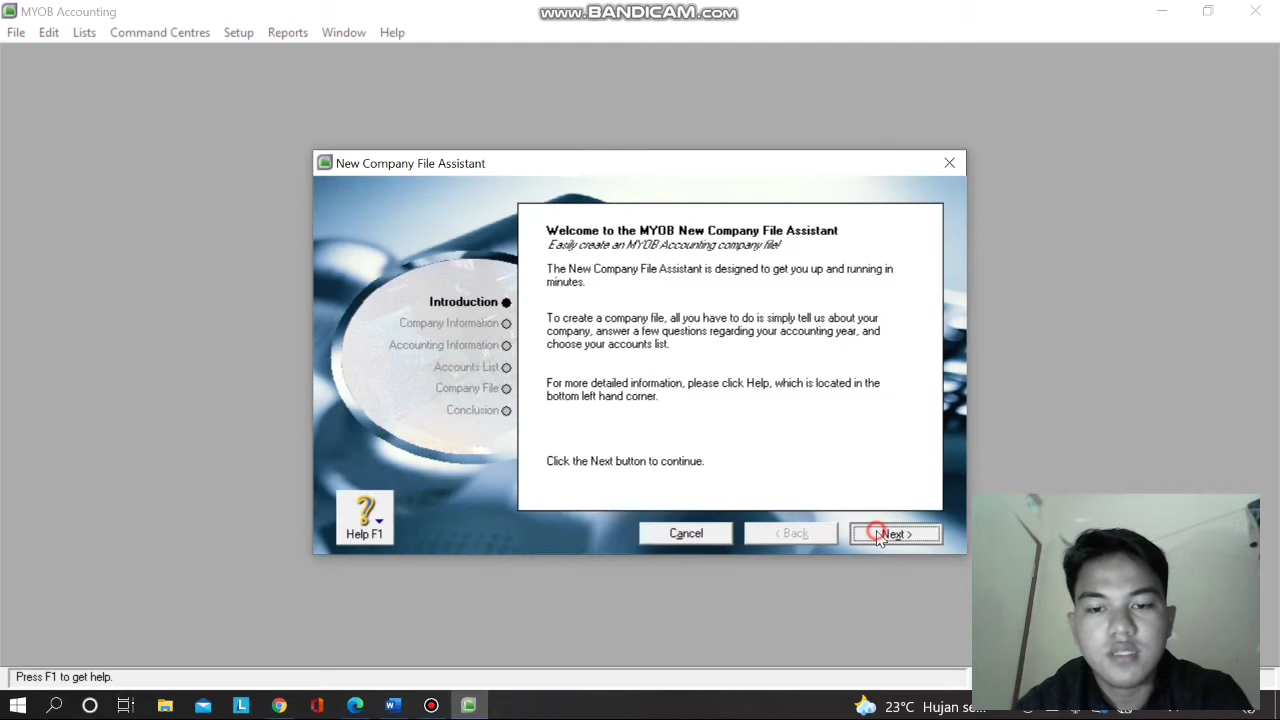 MYOB Accounting
www.BANDICAM.com
File Edit Lists Command Centres Setup Reports Window Help
New Company File Assistant
Welcome to the MYOB New Company File Assistant
Easily create an MYOB Accounting company file!
The New Company File Assistant is designed to get you up and running in
minutes.
To create a company file, all you have to do is simply tell us about your
company, answer a few questions regarding your accounting year, and
choose your accounts list.
For more detailed information, please click Help, which is located in the
bottom left hand corner.
Click the Next button to continue.
Introduction
Company Information
Accounting Information
Accounts List
Company File
Conclusion
Help F1
Cancel
< Back
Next >
Press F1 to get help.
23°C Hujan se...